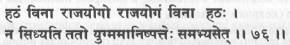 हठं विना राजयोगो राजयोगं विना हठः ।
न सिध्यति ततो युग्ममानिष्पत्तेः समभ्यसेत् ॥ ७६ ॥